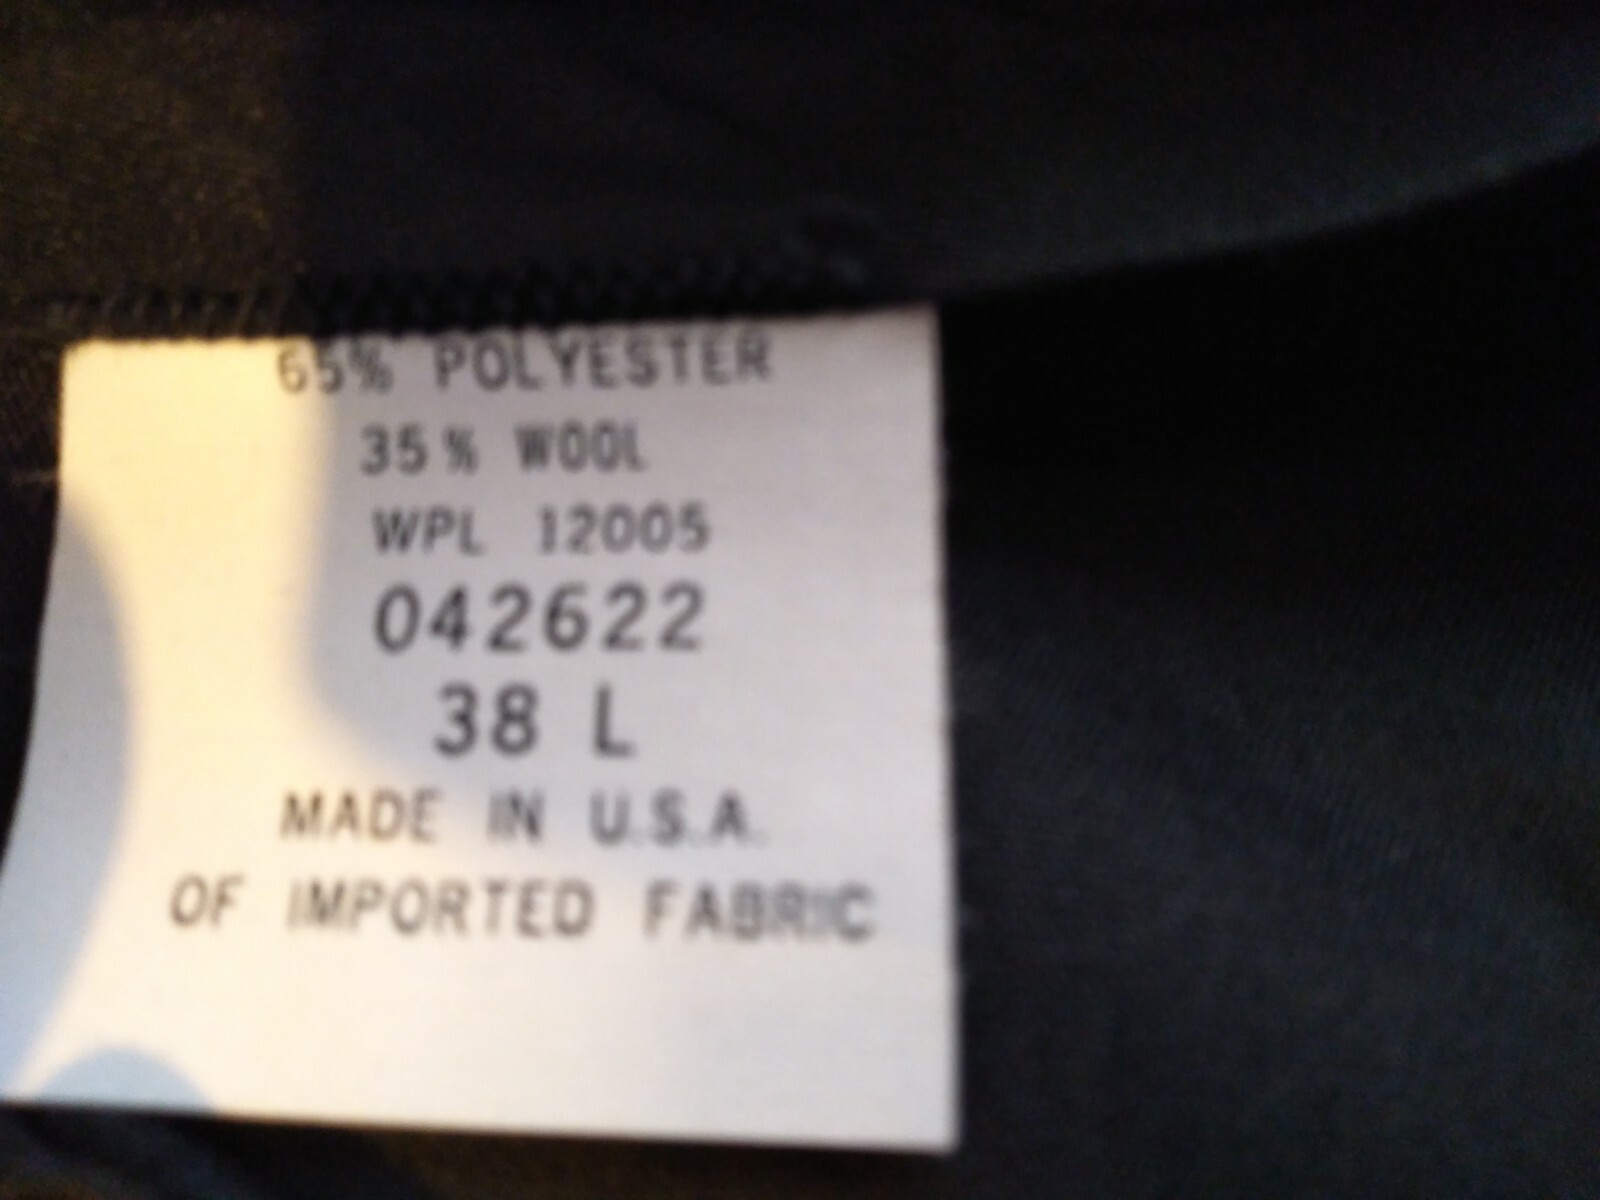 65% POLYESTER
35% WOOL
WPL 12005
042622
38 L
MADE IN U.S.A.
OF IMPORTED FABRIC